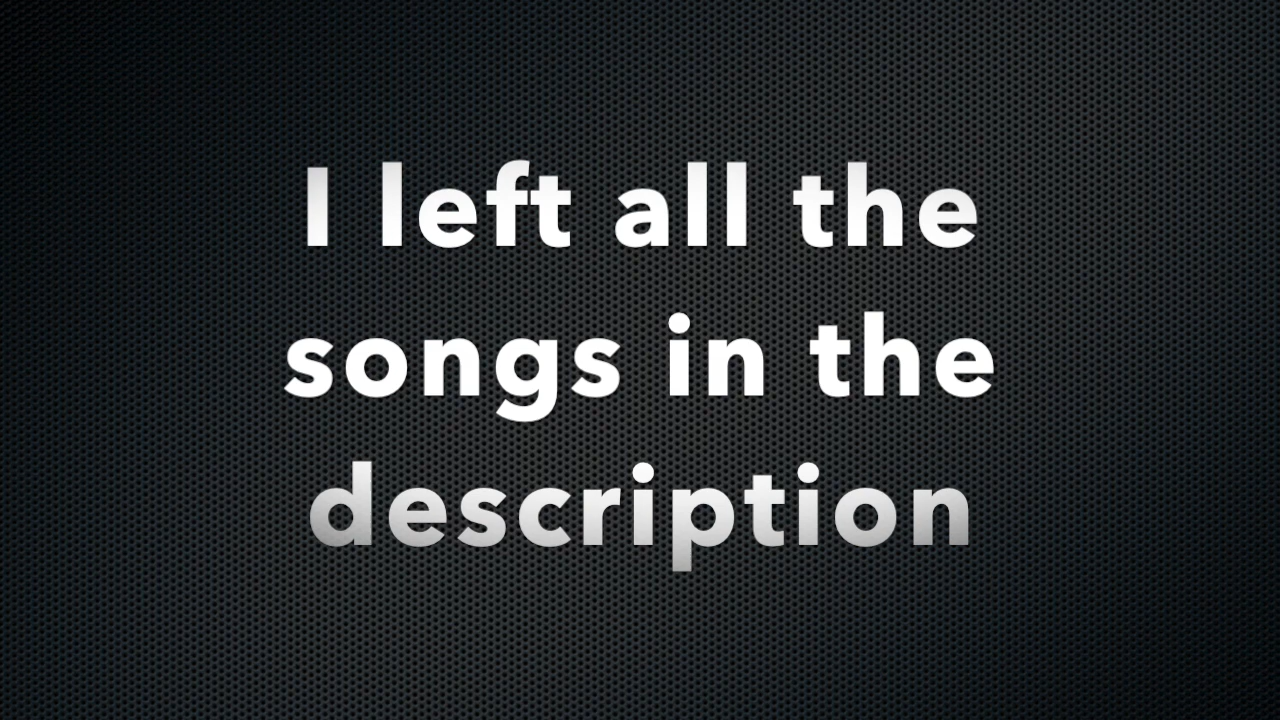 I left all the
songs in the
description